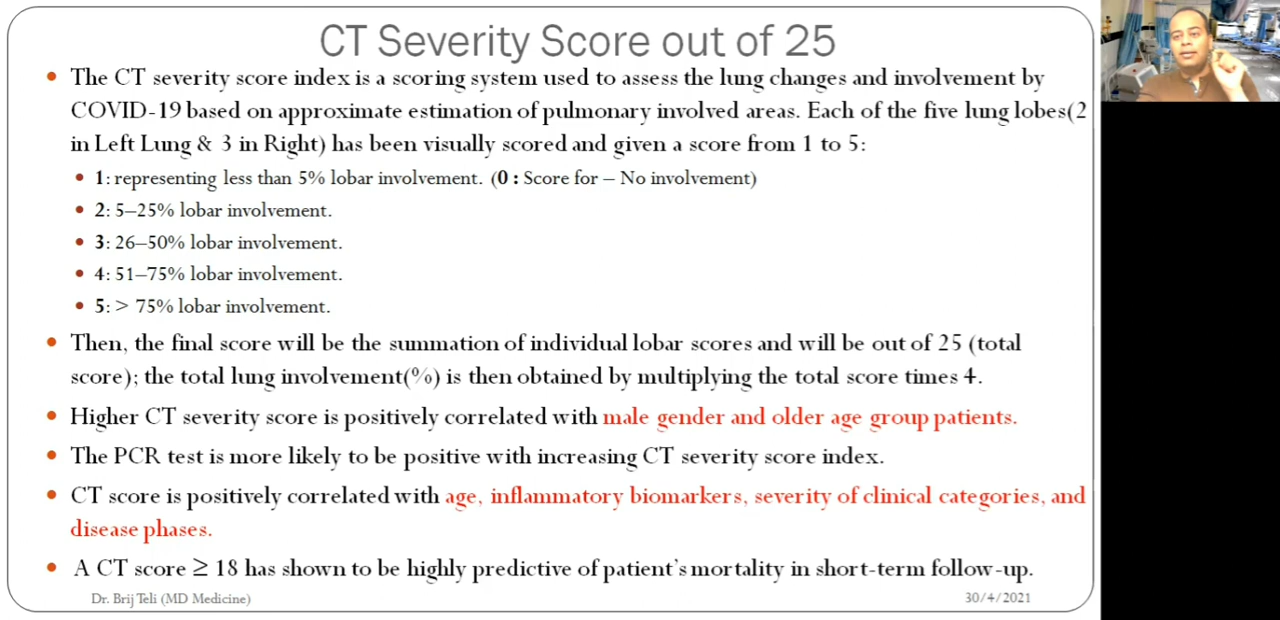 CT Severity Score out of 25
• The CT severity score index is a scoring system used to assess the lung changes and involvement by
COVID-19 based on approximate estimation of pulmonary involved areas. Each of the five lung lobes(2
in Left Lung & 3 in Right) has been visually scored and given a score from 1 to 5:
• 1: representing less than 5% lobar involvement. (0 : Score for – No involvement)
• 2: 5–25% lobar involvement.
• 3: 26–50% lobar involvement.
• 4: 51–75% lobar involvement.
• 5: > 75% lobar involvement.
• Then, the final score will be the summation of individual lobar scores and will be out of 25 (total
score); the total lung involvement(%) is then obtained by multiplying the total score times 4.
• Higher CT severity score is positively correlated with male gender and older age group patients.
• The PCR test is more likely to be positive with increasing CT severity score index.
• CT score is positively correlated with age, inflammatory biomarkers, severity of clinical categories, and
disease phases.
• A CT score ≥ 18 has shown to be highly predictive of patient's mortality in short-term follow-up.
Dr. Brij Teli (MD Medicine)
30/4/2021